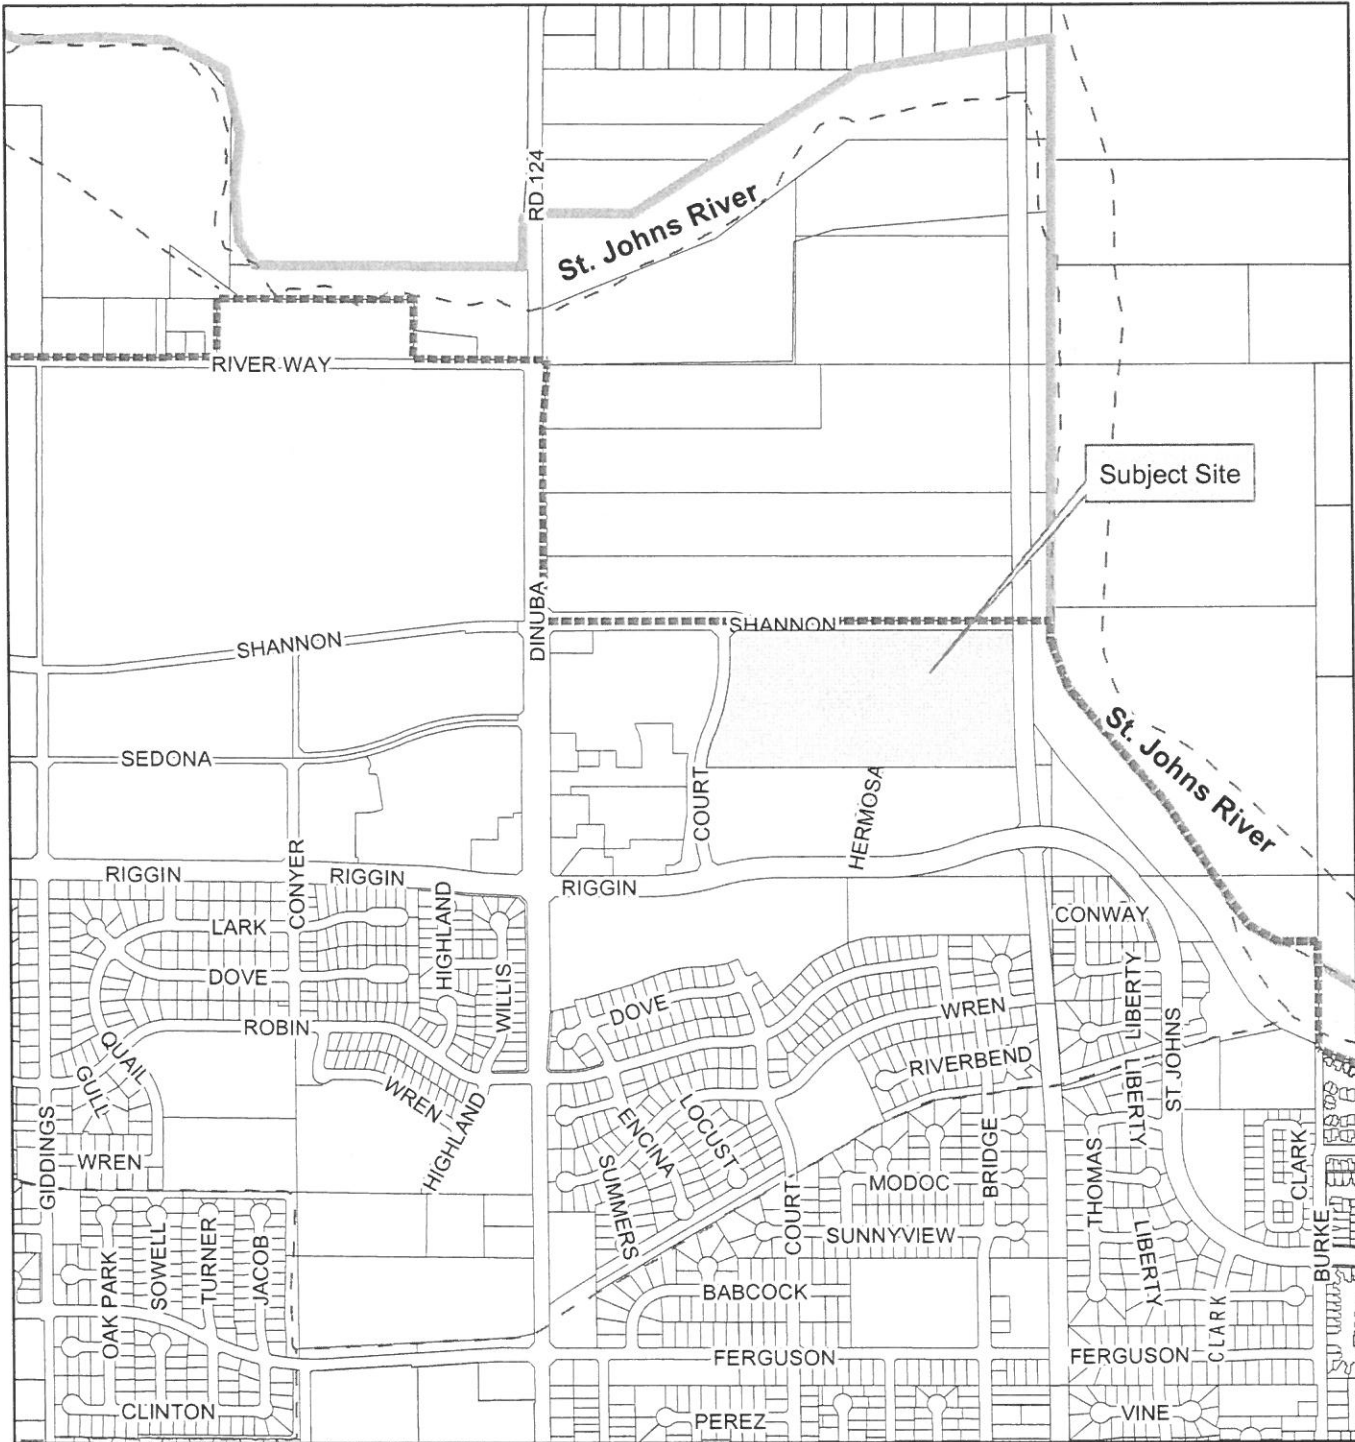 RD 124
St. Johns River
RIVER WAY
Subject Site
DINUBA
SHANNON
SHANNON
SEDONA
St. Johns River
COURT
HERMOSA
CONYER
RIGGIN
RIGGIN
RIGGIN
HIGHLAND
LARK
CONWAY
DOVE
WILLIS
DOVE
LIBERTY
WREN
ROBIN
ST JOHNS
QUAIL
GULL
WREN
RIVERBEND
LIBERTY
GIDDINGS
HIGHLAND
ENCINA
LOCUST
BRIDGE
WREN
SUMMERS
MODOC
THOMAS
CLARK
COURT
SUNNYVIEW
OAK PARK
SOWELL
TURNER
JACOB
LIBERTY
BURKE
BABCOCK
CLARK
FERGUSON
FERGUSON
CLINTON
PEREZ
VINE